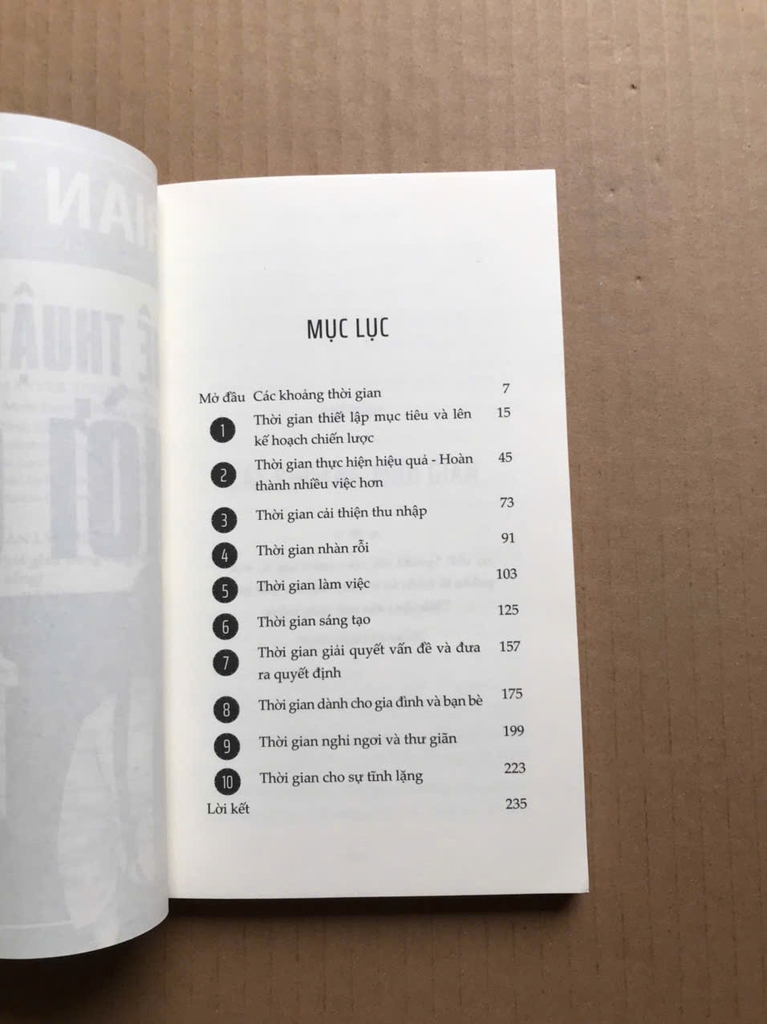 MỤC LỤC
Mở đầu Các khoảng thời gian 7
1 Thời gian thiết lập mục tiêu và lên 15
kế hoạch chiến lược
2 Thời gian thực hiện hiệu quả - Hoàn 45
thành nhiều việc hơn
3 Thời gian cải thiện thu nhập 73
4 Thời gian nhàn rỗi 91
5 Thời gian làm việc 103
6 Thời gian sáng tạo 125
7 Thời gian giải quyết vấn đề và đưa 157
ra quyết định
8 Thời gian dành cho gia đình và bạn bè 175
9 Thời gian nghi ngơi và thư giãn 199
10 Thời gian cho sự tĩnh lặng 223
Lời kết 235